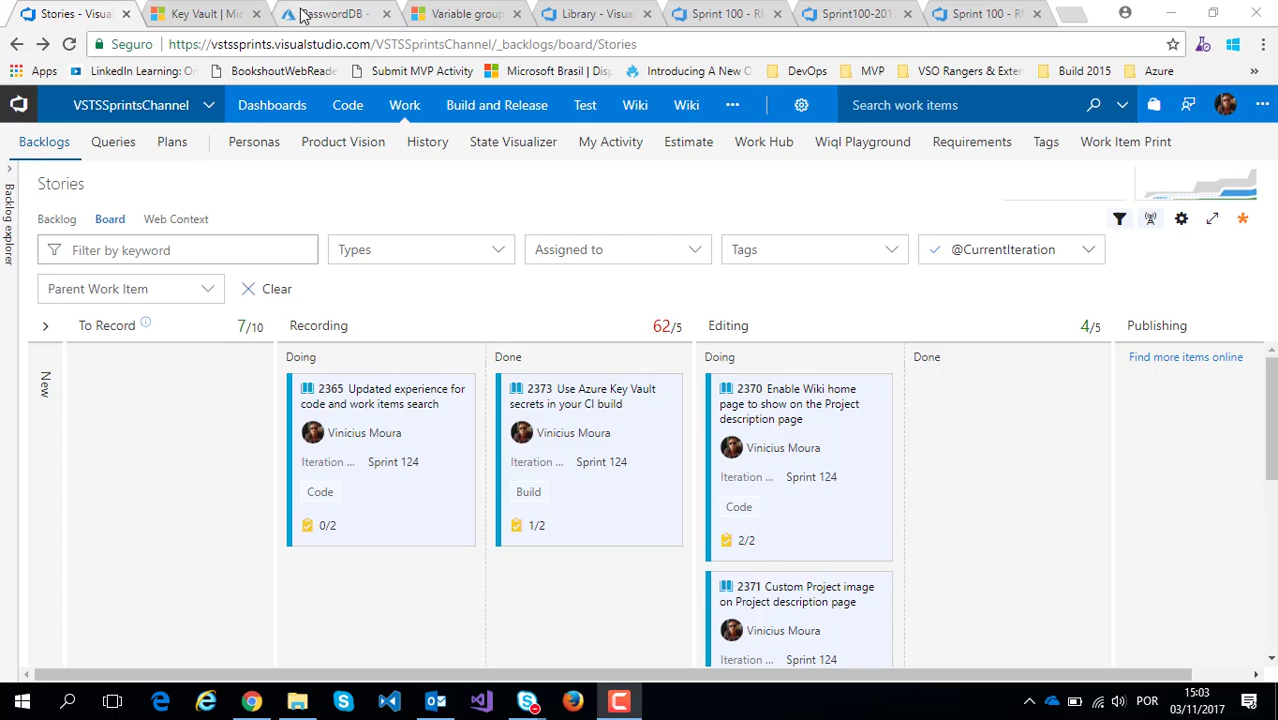 Stories - Visua
Key Vault | Mic
PasswordDB -
Variable group
Library - Visua
Sprint 100 - R
Sprint100-201
Sprint 100 - R
Seguro
https://vstssprints.visualstudio.com/VSTSSprintsChannel/_backlogs/board/Stories
Apps
LinkedIn Learning: O
BookshoutWebReade
Submit MVP Activity
Microsoft Brasil | Disp
Introducing A New C
DevOps
MVP
VSO Rangers & Exten
Build 2015
Azure
»
VSTSSprintsChannel
Dashboards
Code
Work
Build and Release
Test
Wiki
Wiki
Search work items
Backlogs
Queries
Plans
Personas
Product Vision
History
State Visualizer
My Activity
Estimate
Work Hub
Wiql Playground
Requirements
Tags
Work Item Print
Backlog explorer
Stories
Backlog
Board
Web Context
Filter by keyword
Types
Assigned to
Tags
@CurrentIteration
Parent Work Item
Clear
To Record
7/10
Recording
62/5
Editing
4/5
Publishing
New
Doing
Done
Doing
Done
Find more items online
2365 Updated experience for
code and work items search
Vinicius Moura
Iteration ... Sprint 124
Code
0/2
2373 Use Azure Key Vault
secrets in your CI build
Vinicius Moura
Iteration ... Sprint 124
Build
1/2
2370 Enable Wiki home
page to show on the Project
description page
Vinicius Moura
Iteration ... Sprint 124
Code
2/2
2371 Custom Project image
on Project description page
Vinicius Moura
Iteration ... Sprint 124
POR
15:03
03/11/2017